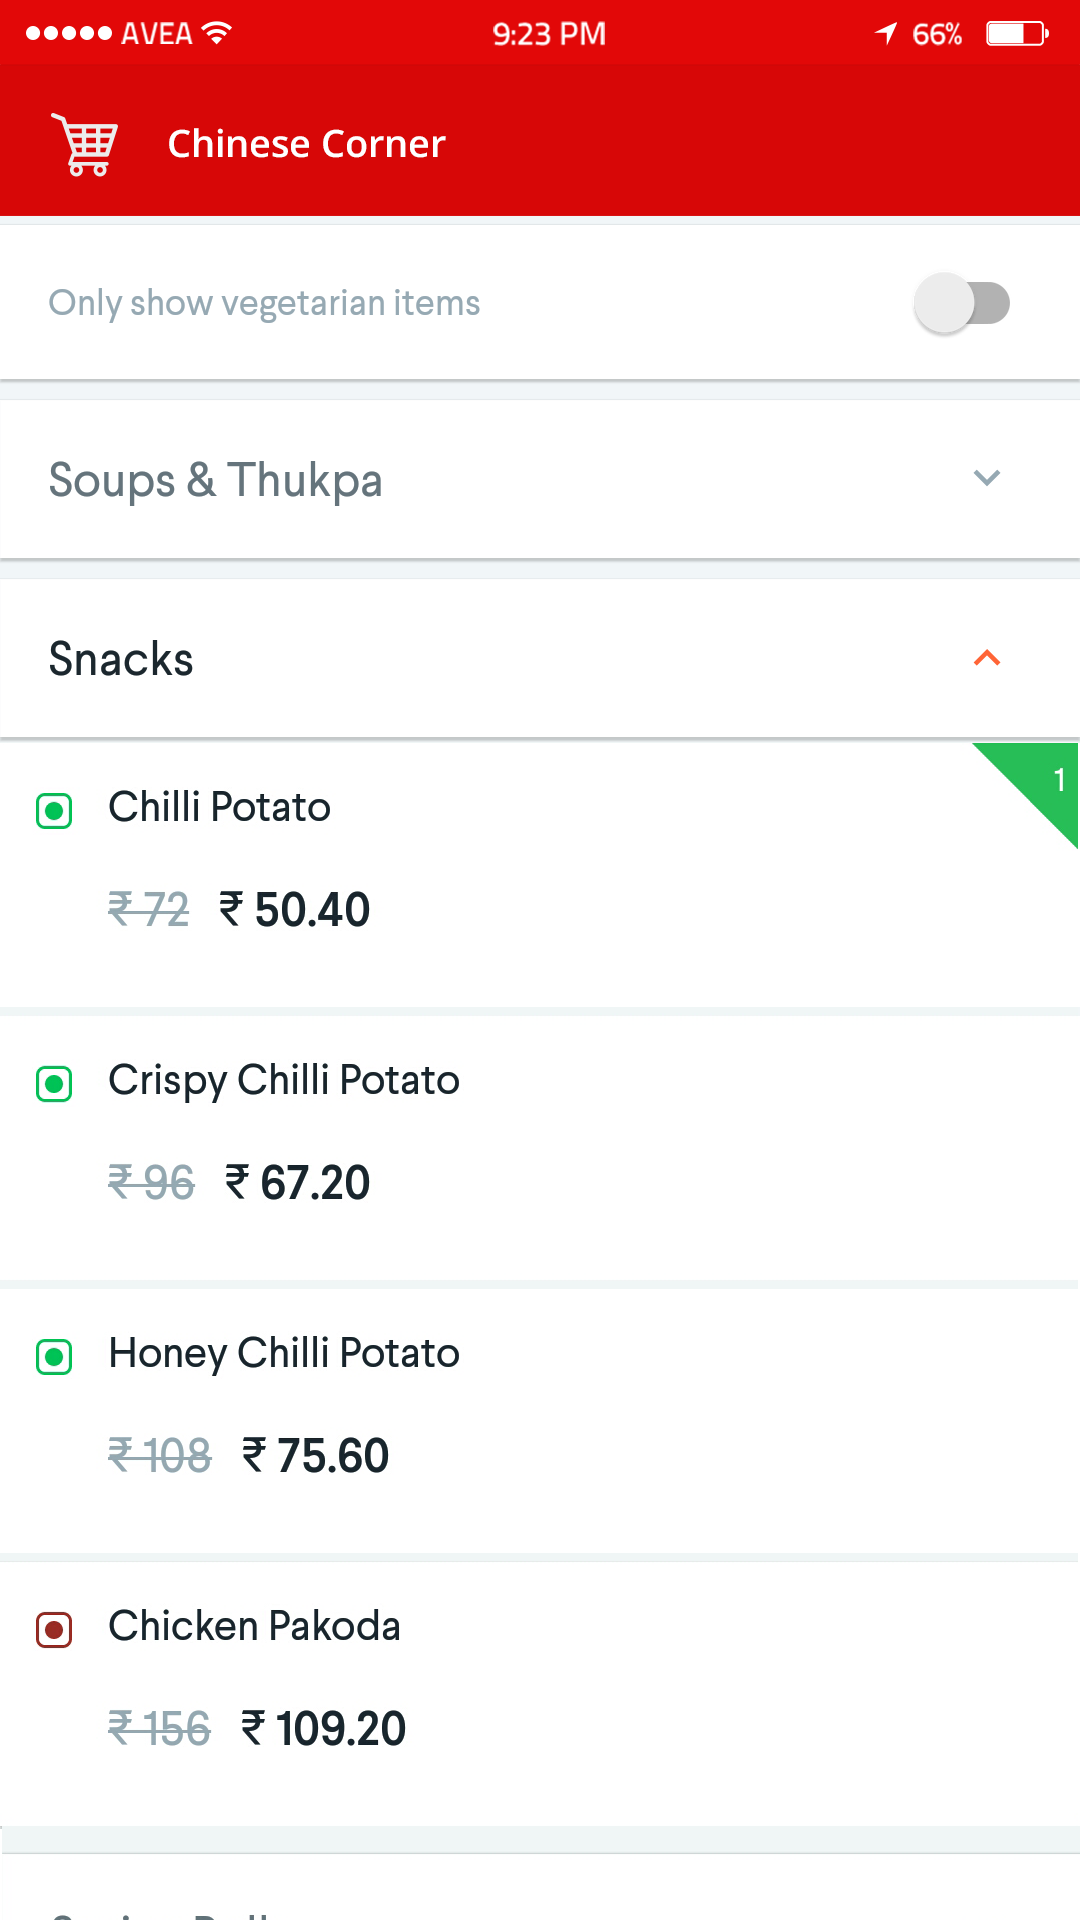 AVEA 9:23 PM 66%
Chinese Corner
Only show vegetarian items
Soups & Thukpa
Snacks
Chilli Potato
1
₹ 72 ₹ 50.40
Crispy Chilli Potato
₹ 96 ₹ 67.20
Honey Chilli Potato
₹ 108 ₹ 75.60
Chicken Pakoda
₹ 156 ₹ 109.20